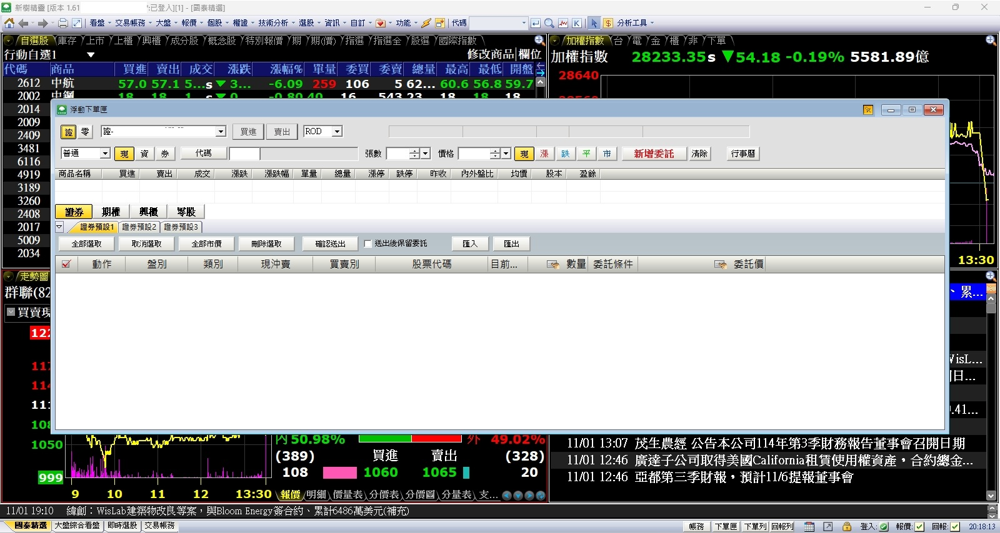 新樹精靈 [版本 1.61 :已登入][1] - [國泰精選]
看盤 交易帳務 大盤 報價 個股 權證 技術分析 選股 資訊 自訂 功能 代碼 K $ 分析工具
自選股 庫存 上市 上櫃 興櫃 成分股 概念股 特別報價 期 期(價) 指選 指選全 股選 國際指數
行動自選1 修改商品 欄位
代碼 商品 買進 賣出 成交 漲跌 漲幅% 單量 委買 委賣 總量 最高 最低 開盤
2612 中航 57.0 57.1 5...s ▼ 3... -6.09 259 106 5 62... 60.6 56.8 59.7
2002 中鋼 18 18 1 s ▼ 0 -0.80 40 16 543 23 18 18 18
2014
2009
2409
3481
6116
4919
3189
3260
2408
2017
5009
2034
加權指數 台 電 金 櫃 非 下單
加權指數 28233.35s ▼54.18 -0.19% 5581.89億
28640
28560
13:30
浮動下單匣
證 零 證- 買進 賣出 ROD
普通 現 資 券 代碼 張數 價格 現 漲 跌 平 市 新增委託 清除 行事曆
商品名稱 買進 賣出 成交 漲跌 漲跌幅 單量 總量 漲停 跌停 昨收 內外盤比 均價 股本 盈餘
證券 期權 興櫃 零股
證券預設1 證券預設2 證券預設3
全部選取 取消選取 全部市價 刪除選取 確認送出 送出後保留委託 匯入 匯出
動作 盤別 類別 現沖賣 買賣別 股票代碼 目前... 數量 委託條件 委託價
走勢圖
群聯(82
買賣現
122
117
114
111
108
1050
999
9 10 11 12 13:30
內 50.98% 外 49.02%
(389) 買進 賣出 (328)
108 1060 1065 20
報價 明細 價量表 分價表 分價圖 分量表 支...
new
、累...
WisL...
日...
.41...
11/01 13:07 茂生農經 公告本公司114年第3季財務報告董事會召開日期
11/01 12:46 廣達子公司取得美國California租賃使用權資產，合約總金...
11/01 12:46 亞都第三季財報，預計11/6提報董事會
11/01 19:10 緯創：WisLab建築物改良等案，與Bloom Energy簽合約、累計6486萬美元(補充)
國泰精選 大盤綜合看盤 即時選股 交易帳務 帳務 下單匣 下單列 回報列 登入: 報價: 回報: 20:18:13